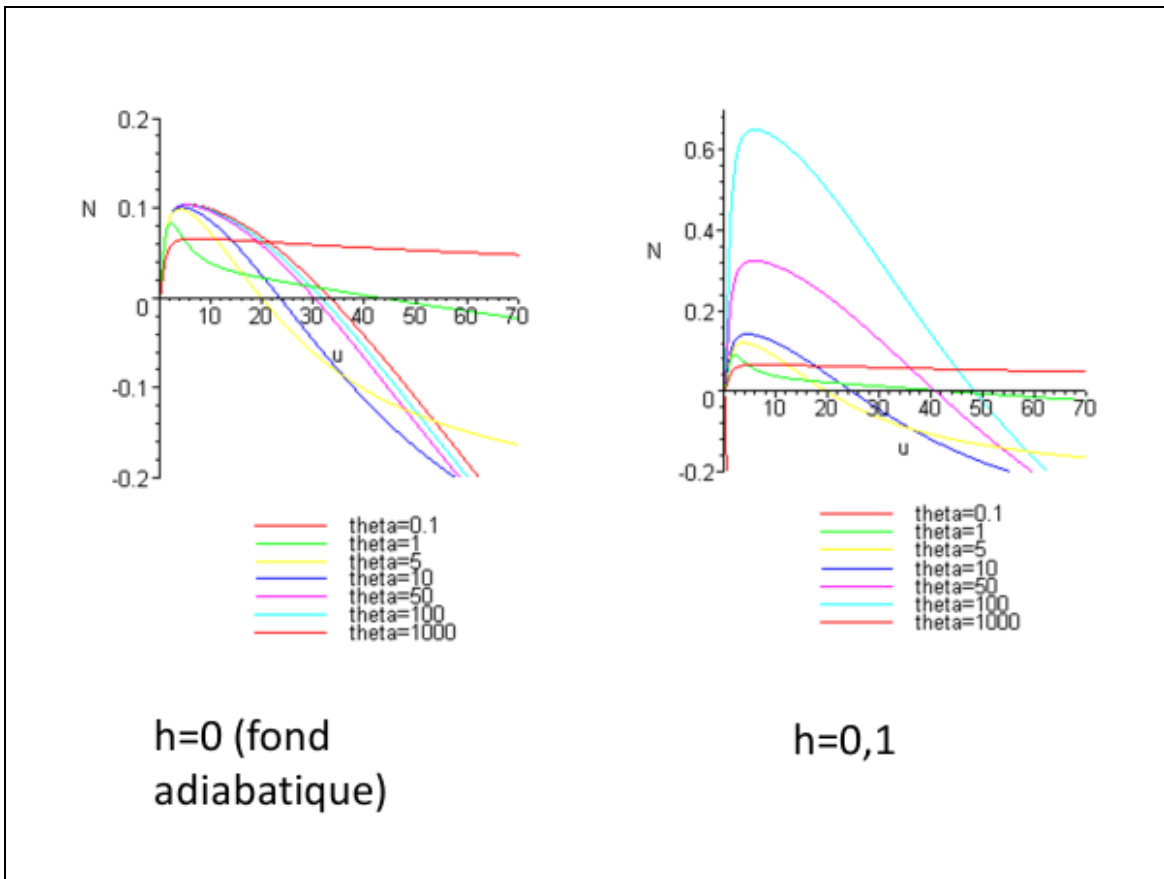 0.2
N
0.1
0
10 20 30 40 50 60 70
u
-0.1
-0.2
theta=0.1
theta=1
theta=5
theta=10
theta=50
theta=100
theta=1000
h=0 (fond
adiabatique)
0.6
0.4
N
0.2
0
10 20 30 40 50 60 70
u
-0.2
theta=0.1
theta=1
theta=5
theta=10
theta=50
theta=100
theta=1000
h=0,1